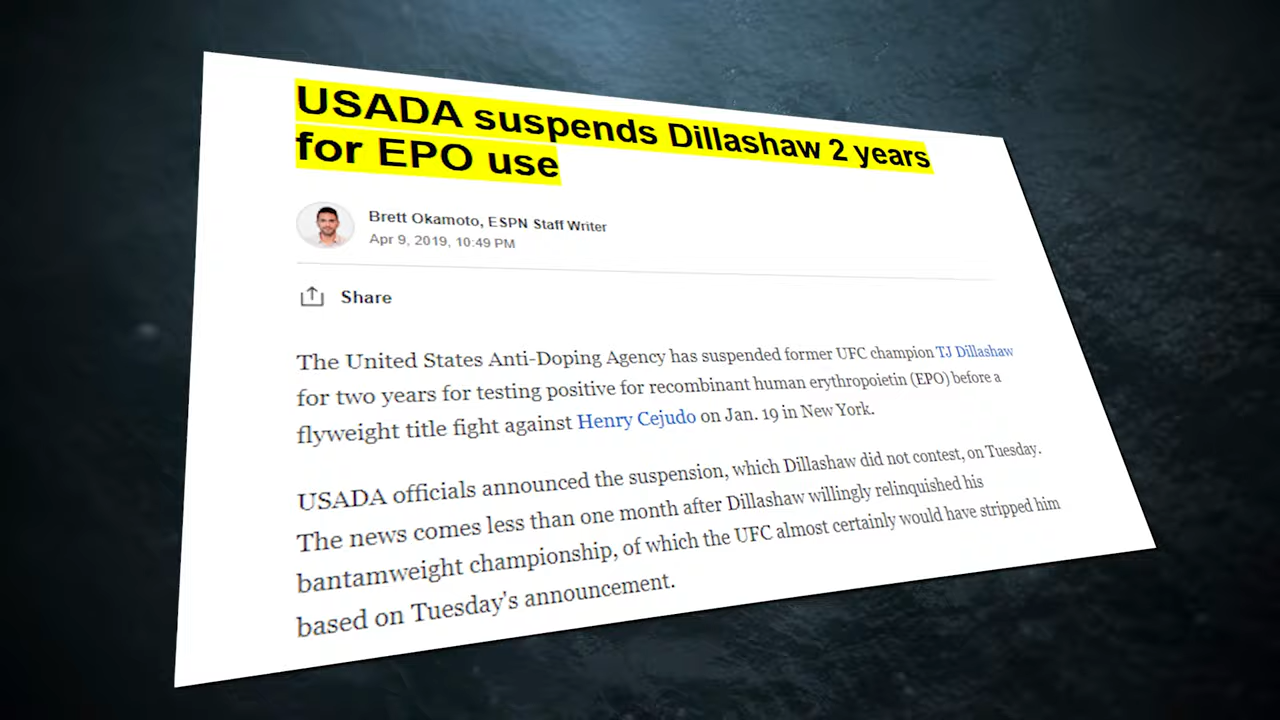 USADA suspends Dillashaw 2 years
for EPO use
Brett Okamoto, ESPN Staff Writer
Apr 9, 2019, 10:49 PM
Share
The United States Anti-Doping Agency has suspended former UFC champion TJ Dillashaw
for two years for testing positive for recombinant human erythropoietin (EPO) before a
flyweight title fight against Henry Cejudo on Jan. 19 in New York.
USADA officials announced the suspension, which Dillashaw did not contest, on Tuesday.
The news comes less than one month after Dillashaw willingly relinquished his
bantamweight championship, of which the UFC almost certainly would have stripped him
based on Tuesday's announcement.